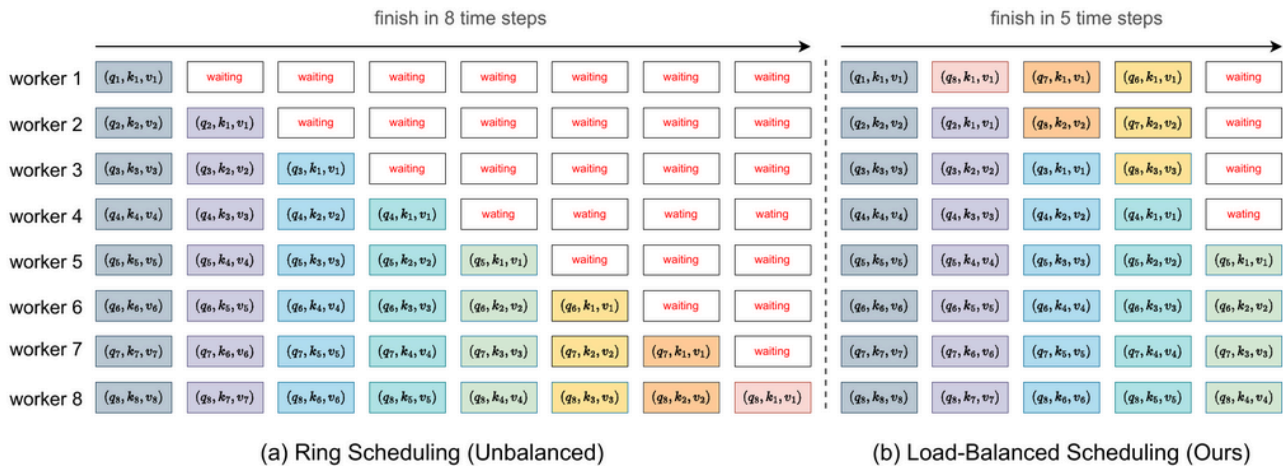 finish in 8 time steps finish in 5 time steps
worker 1 (q₁, k₁, v₁) waiting waiting waiting waiting waiting waiting waiting (q₁, k₁, v₁) (q₈, k₁, v₁) (q₇, k₁, v₁) (q₆, k₁, v₁) waiting
worker 2 (q₂, k₂, v₂) (q₂, k₁, v₁) waiting waiting waiting waiting waiting waiting (q₂, k₂, v₂) (q₂, k₁, v₁) (q₈, k₂, v₂) (q₇, k₂, v₂) waiting
worker 3 (q₃, k₃, v₃) (q₃, k₂, v₂) (q₃, k₁, v₁) waiting waiting waiting waiting waiting (q₃, k₃, v₃) (q₃, k₂, v₂) (q₃, k₁, v₁) (q₈, k₃, v₃) waiting
worker 4 (q₄, k₄, v₄) (q₄, k₃, v₃) (q₄, k₂, v₂) (q₄, k₁, v₁) wating waiting waiting waiting (q₄, k₄, v₄) (q₄, k₃, v₃) (q₄, k₂, v₂) (q₄, k₁, v₁) wating
worker 5 (q₅, k₅, v₅) (q₅, k₄, v₄) (q₅, k₃, v₃) (q₅, k₂, v₂) (q₅, k₁, v₁) waiting waiting waiting (q₅, k₅, v₅) (q₅, k₄, v₄) (q₅, k₃, v₃) (q₅, k₂, v₂) (q₅, k₁, v₁)
worker 6 (q₆, k₆, v₆) (q₆, k₅, v₅) (q₆, k₄, v₄) (q₆, k₃, v₃) (q₆, k₂, v₂) (q₆, k₁, v₁) waiting waiting (q₆, k₆, v₆) (q₆, k₅, v₅) (q₆, k₄, v₄) (q₆, k₃, v₃) (q₆, k₂, v₂)
worker 7 (q₇, k₇, v₇) (q₇, k₆, v₆) (q₇, k₅, v₅) (q₇, k₄, v₄) (q₇, k₃, v₃) (q₇, k₂, v₂) (q₇, k₁, v₁) waiting (q₇, k₇, v₇) (q₇, k₆, v₆) (q₇, k₅, v₅) (q₇, k₄, v₄) (q₇, k₃, v₃)
worker 8 (q₈, k₈, v₈) (q₈, k₇, v₇) (q₈, k₆, v₆) (q₈, k₅, v₅) (q₈, k₄, v₄) (q₈, k₃, v₃) (q₈, k₂, v₂) (q₈, k₁, v₁) (q₈, k₈, v₈) (q₈, k₇, v₇) (q₈, k₆, v₆) (q₈, k₅, v₅) (q₈, k₄, v₄)
(a) Ring Scheduling (Unbalanced) (b) Load-Balanced Scheduling (Ours)